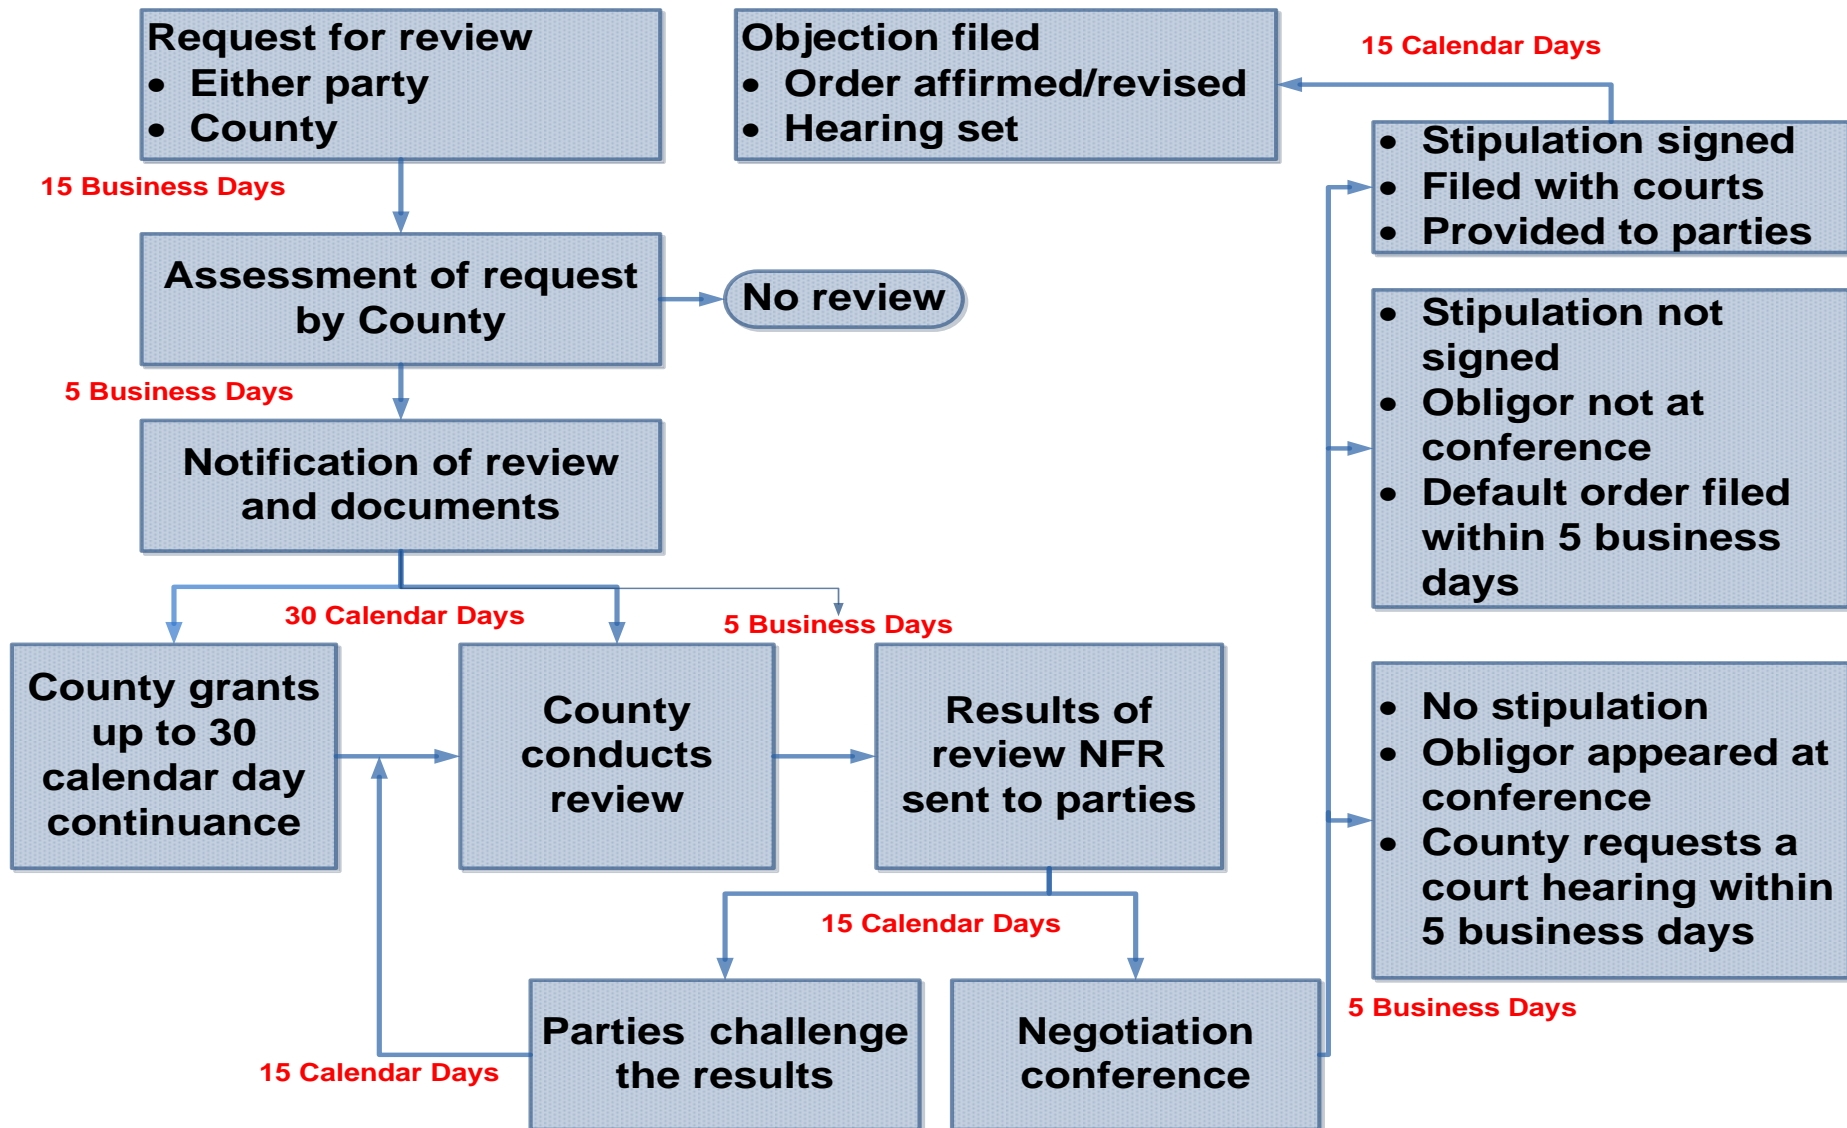 Request for review
• Either party
• County
Objection filed
• Order affirmed/revised
• Hearing set
15 Calendar Days
15 Business Days
• Stipulation signed
• Filed with courts
• Provided to parties
Assessment of request
by County
No review
5 Business Days
• Stipulation not
signed
• Obligor not at
conference
• Default order filed
within 5 business
days
Notification of review
and documents
30 Calendar Days
5 Business Days
County grants
up to 30
calendar day
continuance
County
conducts
review
Results of
review NFR
sent to parties
• No stipulation
• Obligor appeared at
conference
• County requests a
court hearing within
5 business days
15 Calendar Days
5 Business Days
Parties  challenge
the results
Negotiation
conference
15 Calendar Days